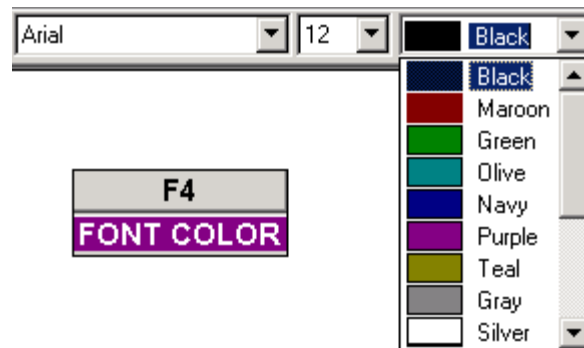 Arial 12 Black
Black
Maroon
Green
Olive
Navy
Purple
Teal
Gray
Silver
F4
FONT COLOR